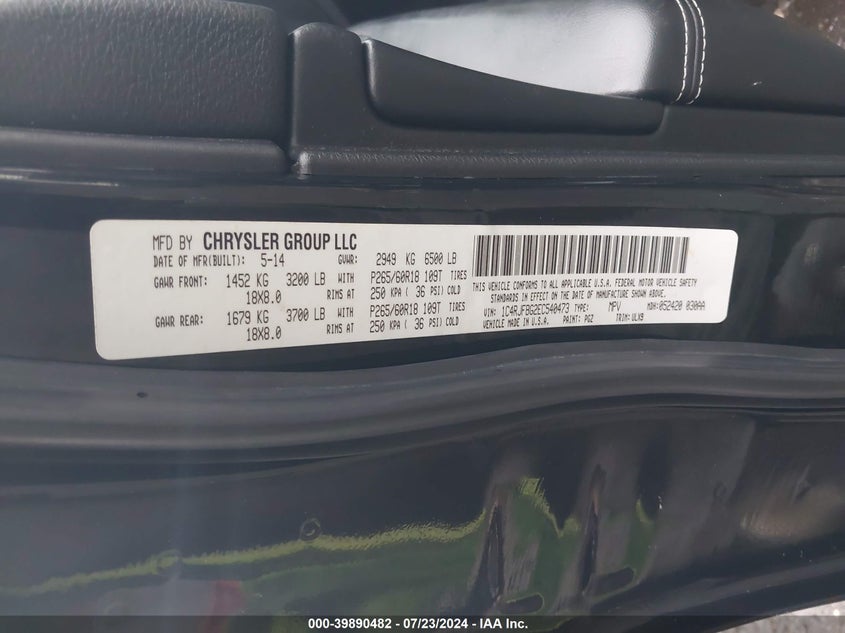 MFD BY CHRYSLER GROUP LLC
DATE OF MFR(BUILT): 5-14 GVWR: 2949 KG 6500 LB
GAWR FRONT: 1452 KG 3200 LB WITH P265/60R18 109T TIRES
18X8.0 RIMS AT 250 KPA ( 36 PSI) COLD
GAWR REAR: 1679 KG 3700 LB WITH P265/60R18 109T TIRES
18X8.0 RIMS AT 250 KPA ( 36 PSI) COLD
THIS VEHICLE CONFORMS TO ALL APPLICABLE U.S.A. FEDERAL MOTOR VEHICLE SAFETY
STANDARDS IN EFFECT ON THE DATE OF MANUFACTURE SHOWN ABOVE.
VIN: 1C4RJFBG2EC540473 TYPE: MPV MDH: 052420 030AA
VEHICLE MADE IN U.S.A. PAINT: PGZ TRIM: ULX9
000-39890482 - 07/23/2024 - IAA Inc.